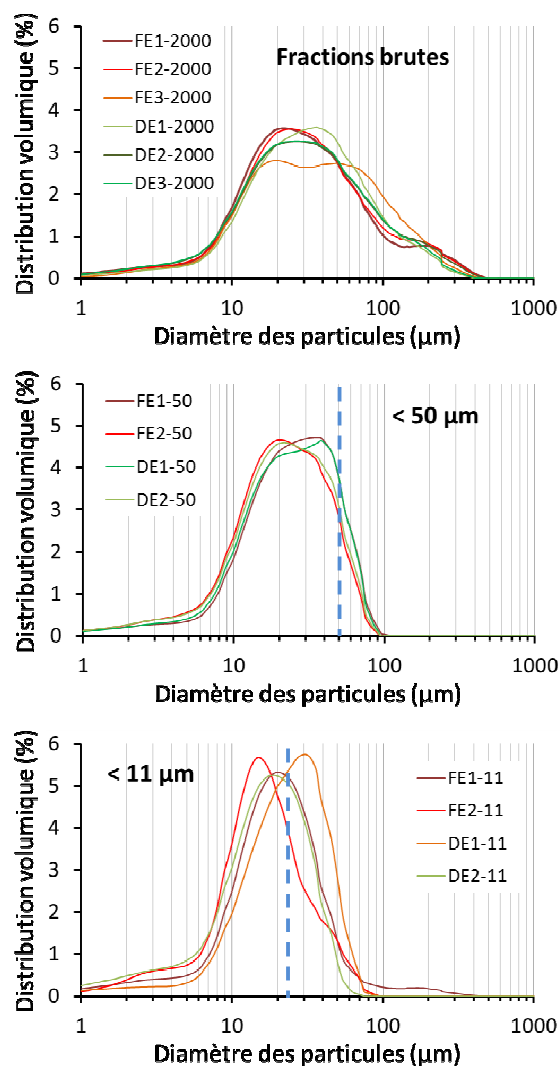 Distribution volumique (%)
6
5
4
3
2
1
0
FE1-2000
FE2-2000
FE3-2000
DE1-2000
DE2-2000
DE3-2000
Fractions brutes
1
10
100
1000
Diamètre des particules (µm)
Distribution volumique (%)
6
5
4
3
2
1
0
FE1-50
FE2-50
DE1-50
DE2-50
< 50 µm
1
10
100
1000
Diamètre des particules (µm)
Distribution volumique (%)
6
5
4
3
2
1
0
< 11 µm
FE1-11
FE2-11
DE1-11
DE2-11
1
10
100
1000
Diamètre des particules (µm)